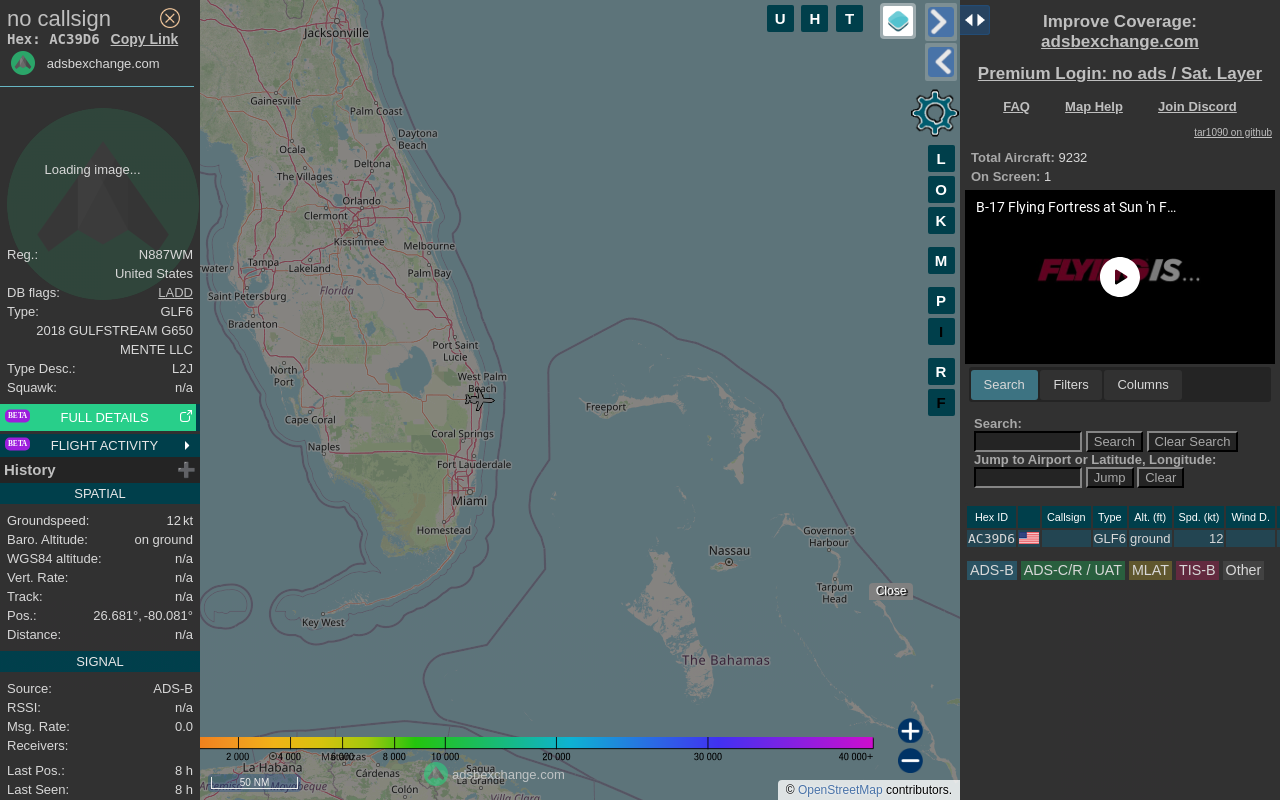 no callsign
Hex: AC39D6 Copy Link
adsbexchange.com
Loading image...
Reg.: N887WM
United States
DB flags: LADD
Type: GLF6
2018 GULFSTREAM G650
MENTE LLC
Type Desc.: L2J
Squawk: n/a
BETA FULL DETAILS
BETA FLIGHT ACTIVITY
History
SPATIAL
Groundspeed: 12 kt
Baro. Altitude: on ground
WGS84 altitude: n/a
Vert. Rate: n/a
Track: n/a
Pos.: 26.681°, -80.081°
Distance: n/a
SIGNAL
Source: ADS-B
RSSI: n/a
Msg. Rate: 0.0
Receivers:
Last Pos.: 8 h
Last Seen: 8 h
Jacksonville
Gainesville
Palm Coast
Daytona
Beach
Ocala
Deltona
The Villages
Orlando
Clermont
Kissimmee
Melbourne
Tampa
Lakeland
rwater
Palm Bay
Florida
Saint Petersburg
Bradenton
Port Saint
Lucie
North
Port
West Palm
Beach
Cape Coral
Coral Springs
Naples
Fort Lauderdale
Miami
Homestead
Key West
Freeport
Nassau
Governor's
Harbour
Tarpum
Head
The Bahamas
Close
U H T
L
O
K
M
P
I
R
F
2 000 4 000 6 000 8 000 10 000 20 000 30 000 40 000+
La Habana
Matanzas
Cárdenas
Colón
Sagua
La Grande
Villa Clara
Artemisa
Mayabeque
50 NM
adsbexchange.com
© OpenStreetMap contributors.
Improve Coverage:
adsbexchange.com
Premium Login: no ads / Sat. Layer
FAQ Map Help Join Discord
tar1090 on github
Total Aircraft: 9232
On Screen: 1
B-17 Flying Fortress at Sun 'n F...
FLYING IS...
Search Filters Columns
Search:
Search Clear Search
Jump to Airport or Latitude, Longitude:
Jump Clear
Hex ID Callsign Type Alt. (ft) Spd. (kt) Wind D.
AC39D6 GLF6 ground 12
ADS-B ADS-C/R / UAT MLAT TIS-B Other